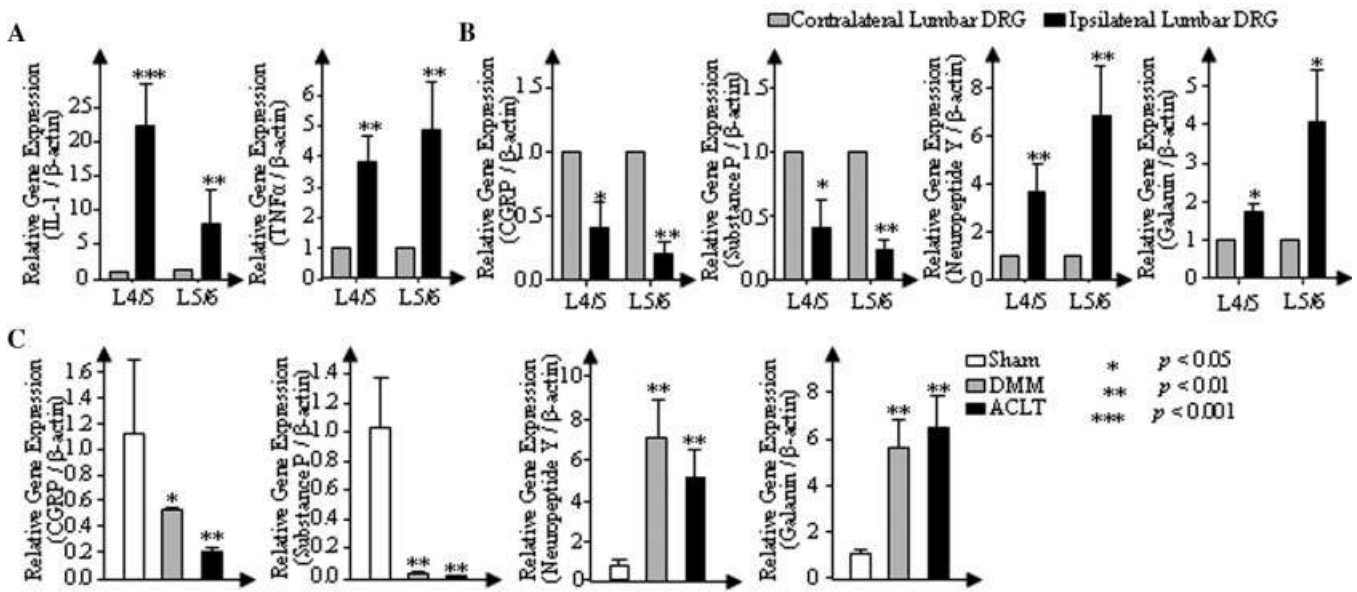 Contralateral Lumbar DRG Ipsilateral Lumbar DRG
A
B
Relative Gene Expression
(IL-1 / β-actin)
25
20
15
10
5
0
***
**
L4/5 L5/6
Relative Gene Expression
(TNFα / β-actin)
6
5
4
3
2
1
0
**
**
L4/5 L5/6
Relative Gene Expression
(CGRP / β-actin)
1.5
1.0
0.5
0.0
*
**
L4/5 L5/6
Relative Gene Expression
(Substance P / β-actin)
1.5
1.0
0.5
0.0
*
**
L4/5 L5/6
Relative Gene Expression
(Neuropeptide Y / β-actin)
8
6
4
2
0
**
**
L4/5 L5/6
Relative Gene Expression
(Galanin / β-actin)
5
4
3
2
1
0
*
*
L4/5 L5/6
C
Relative Gene Expression
(CGRP / β-actin)
1.6
1.4
1.2
1.0
0.8
0.6
0.4
0.2
0.0
*
**
Relative Gene Expression
(Substance P / β-actin)
1.4
1.2
1.0
0.8
0.6
0.4
0.2
0.0
**
**
Relative Gene Expression
(Neuropeptide Y / β-actin)
10
8
6
4
2
0
**
**
Relative Gene Expression
(Galanin / β-actin)
8
6
4
2
0
**
**
Sham * p < 0.05
DMM ** p < 0.01
ACLT *** p < 0.001